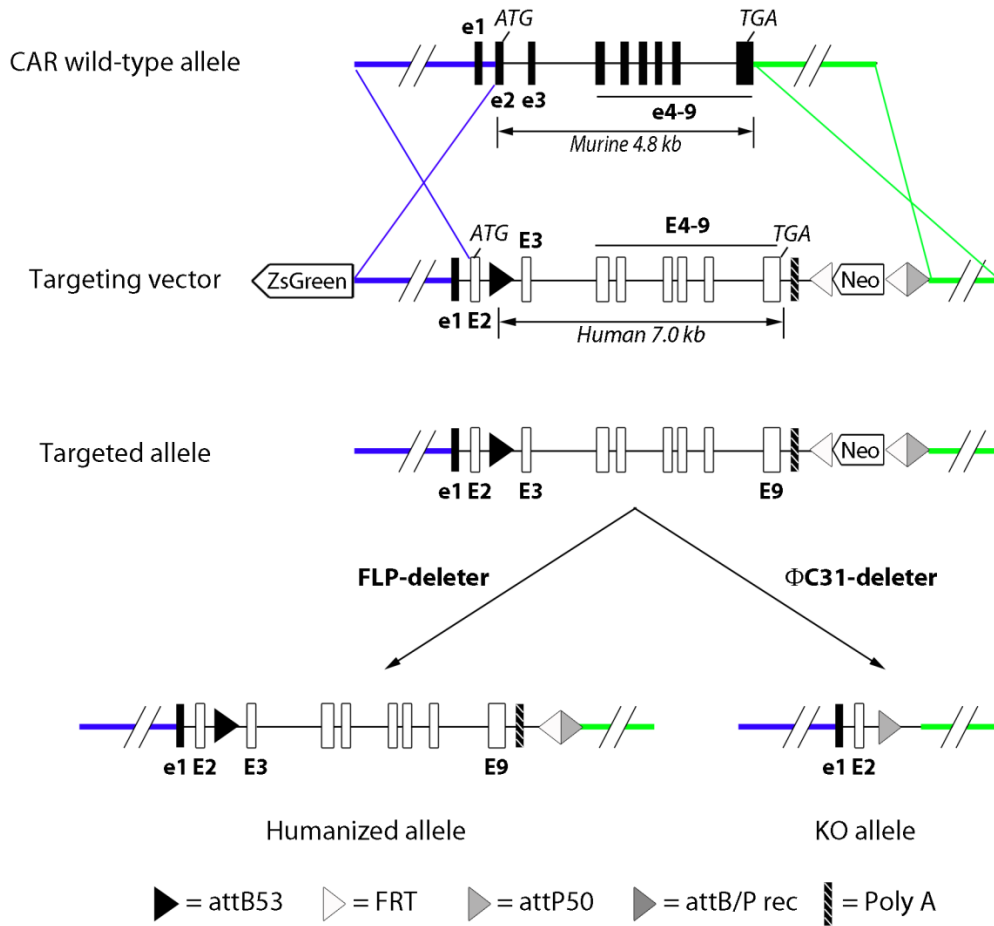 e1
ATG
TGA
CAR wild-type allele
e2
e3
e4-9
Murine 4.8 kb
ATG
E3
E4-9
TGA
Targeting vector
ZsGreen
Neo
e1 E2
Human 7.0 kb
Targeted allele
Neo
e1 E2
E3
E9
FLP-deleter
ΦC31-deleter
e1 E2
E3
E9
e1 E2
Humanized allele
KO allele
= attB53
= FRT
= attP50
= attB/P rec
= Poly A